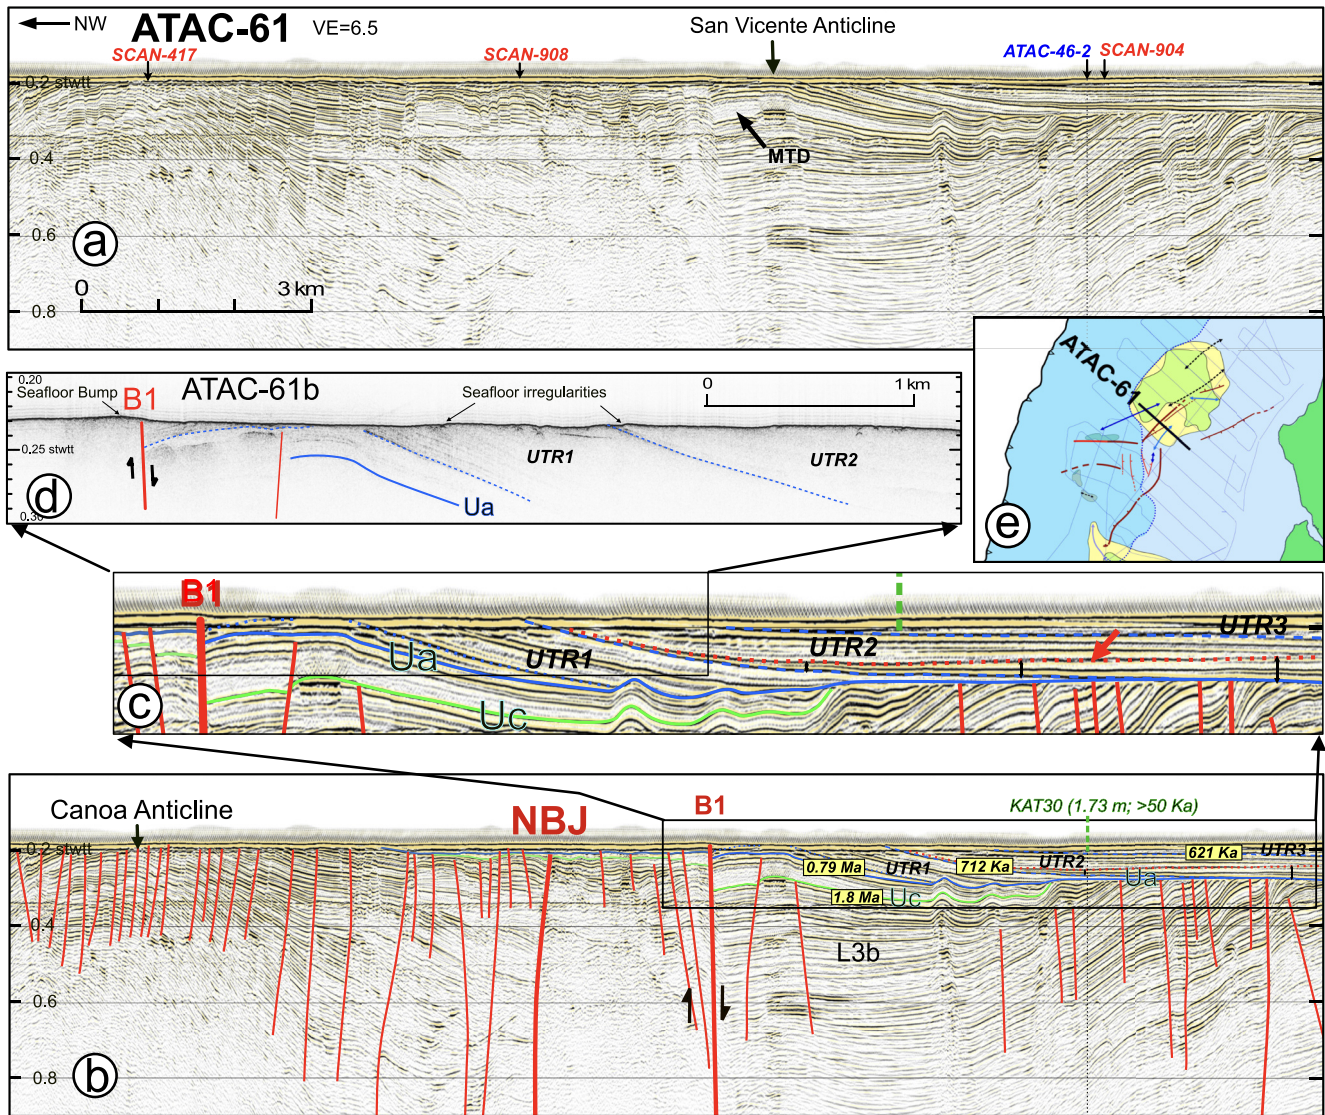 NW ATAC-61 VE=6.5 San Vicente Anticline
SCAN-417 SCAN-908 ATAC-46-2 SCAN-904
0.2 stwtt
MTD
0.4
a
0.6
0 3 km
0.8
ATAC-61
e
0.20
Seafloor Bump B1 ATAC-61b Seafloor irregularities 0 1 km
0.25 stwtt
UTR1 UTR2
d
Ua
0.30
B1
UTR3
UTR2
UTR1
Ua
Uc
c
Canoa Anticline NBJ B1 KAT30 (1.73 m; >50 Ka)
0.2 stwtt
0.79 Ma UTR1 712 Ka UTR2 621 Ka UTR3
Ua
1.8 Ma Uc
0.4
L3b
0.6
b
0.8